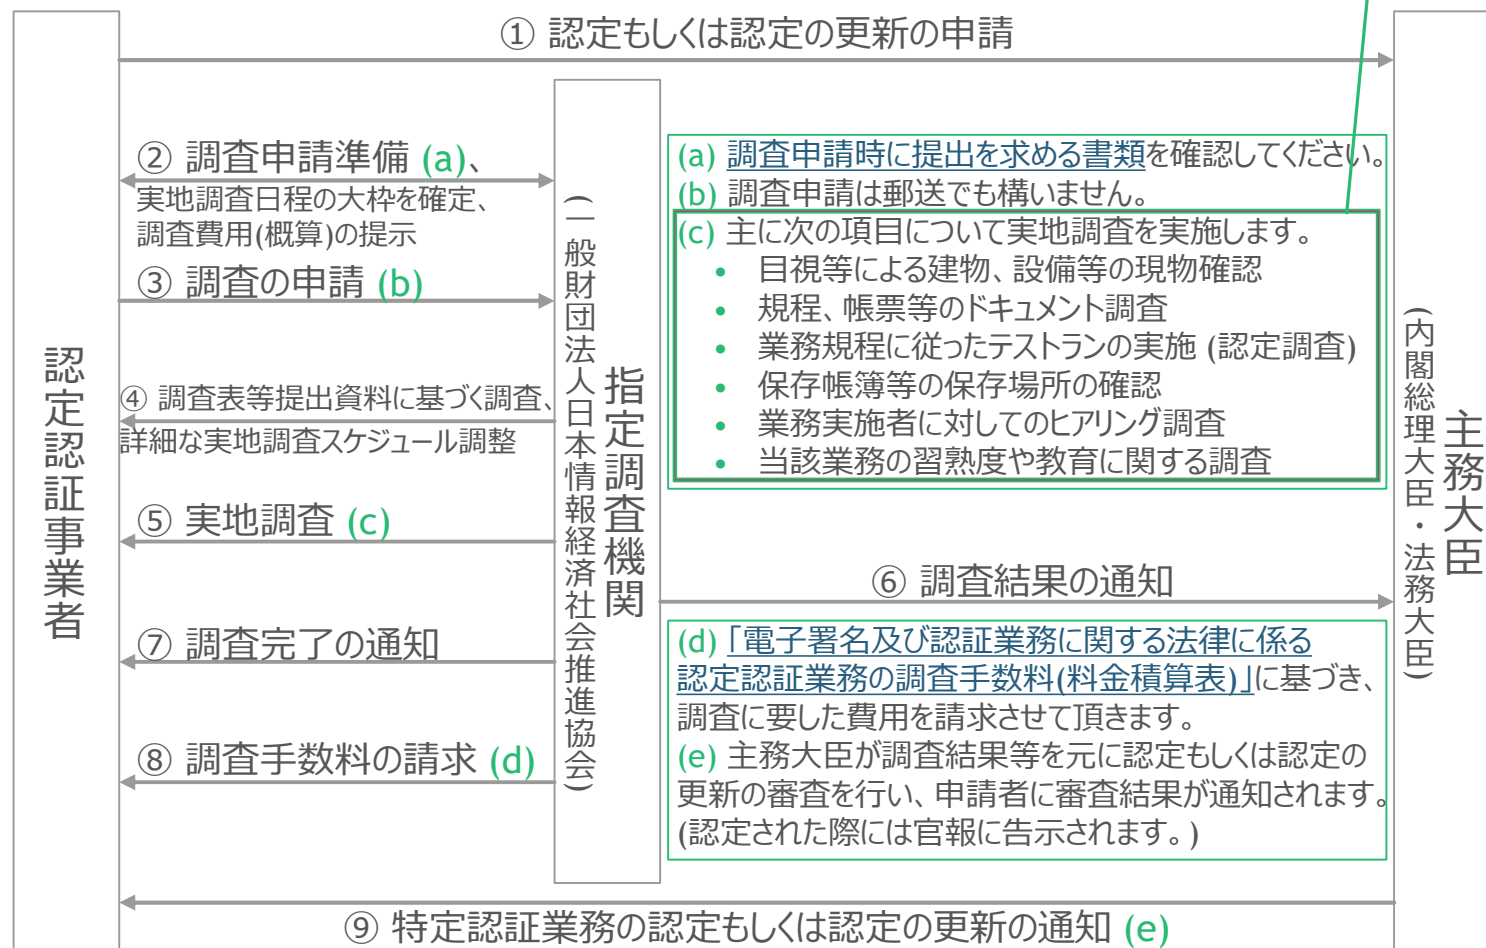 ① 認定もしくは認定の更新の申請
② 調査申請準備 (a)、
実地調査日程の大枠を確定、
調査費用(概算)の提示
③ 調査の申請 (b)
④ 調査表等提出資料に基づく調査、
詳細な実地調査スケジュール調整
⑤ 実地調査 (c)
⑦ 調査完了の通知
⑧ 調査手数料の請求 (d)
認定認証事業者
指定調査機関
(一般財団法人日本情報経済社会推進協会)
(a) 調査申請時に提出を求める書類を確認してください。
(b) 調査申請は郵送でも構いません。
(c) 主に次の項目について実地調査を実施します。
• 目視等による建物、設備等の現物確認
• 規程、帳票等のドキュメント調査
• 業務規程に従ったテストランの実施 (認定調査)
• 保存帳簿等の保存場所の確認
• 業務実施者に対してのヒアリング調査
• 当該業務の習熟度や教育に関する調査
⑥ 調査結果の通知
(d) 「電子署名及び認証業務に関する法律に係る
認定認証業務の調査手数料(料金積算表)」に基づき、
調査に要した費用を請求させて頂きます。
(e) 主務大臣が調査結果等を元に認定もしくは認定の
更新の審査を行い、申請者に審査結果が通知されます。
(認定された際には官報に告示されます。)
主務大臣
(内閣総理大臣・法務大臣)
⑨ 特定認証業務の認定もしくは認定の更新の通知 (e)